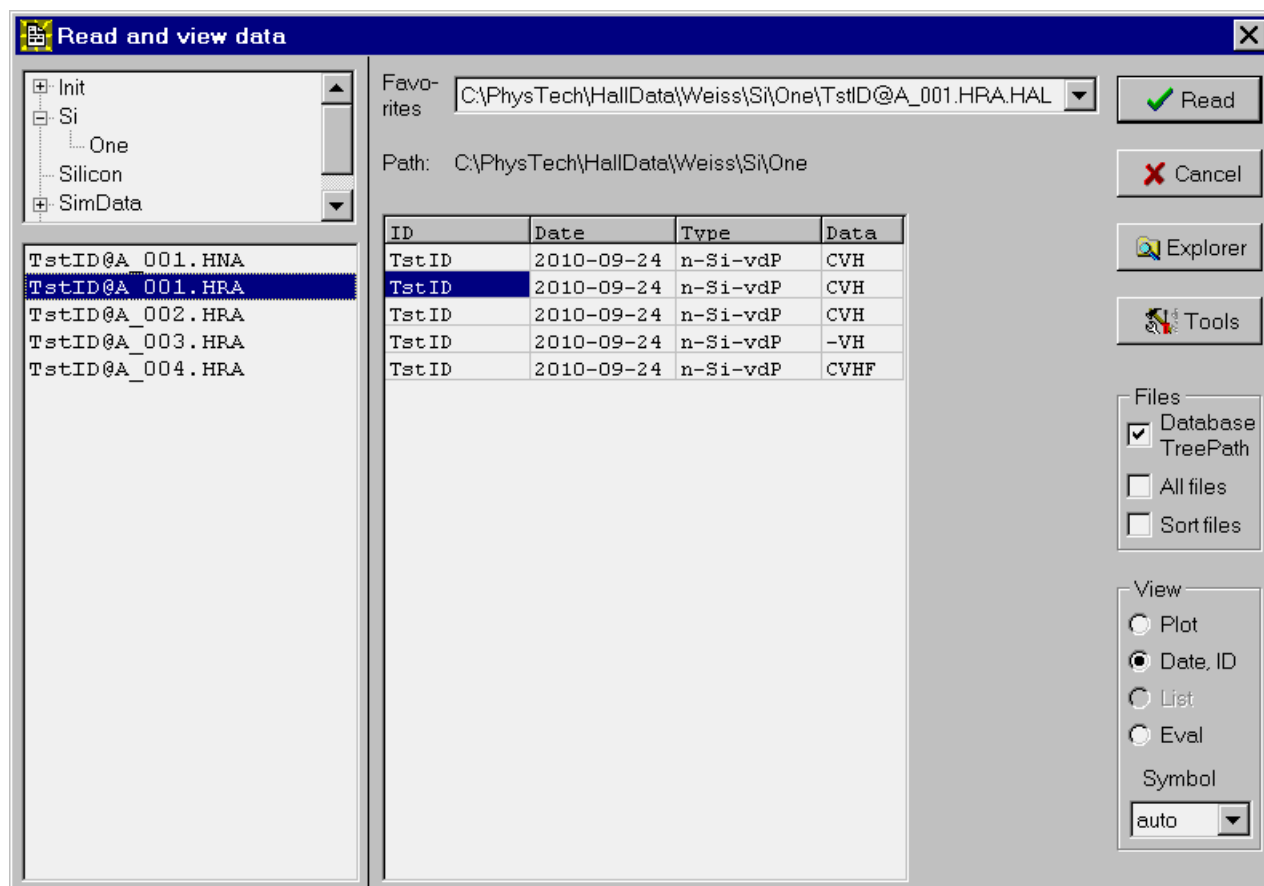 Read and view data
Init
Si
One
Silicon
SimData
TstID@A_001.HNA
TstID@A_001.HRA
TstID@A_002.HRA
TstID@A_003.HRA
TstID@A_004.HRA
Favo-
rites
C:\PhysTech\HallData\Weiss\Si\One\TstID@A_001.HRA.HAL
Path: C:\PhysTech\HallData\Weiss\Si\One
ID Date Type Data
TstID 2010-09-24 n-Si-vdP CVH
TstID 2010-09-24 n-Si-vdP CVH
TstID 2010-09-24 n-Si-vdP CVH
TstID 2010-09-24 n-Si-vdP -VH
TstID 2010-09-24 n-Si-vdP CVHF
Read
Cancel
Explorer
Tools
Files
Database
TreePath
All files
Sort files
View
Plot
Date, ID
List
Eval
Symbol
auto